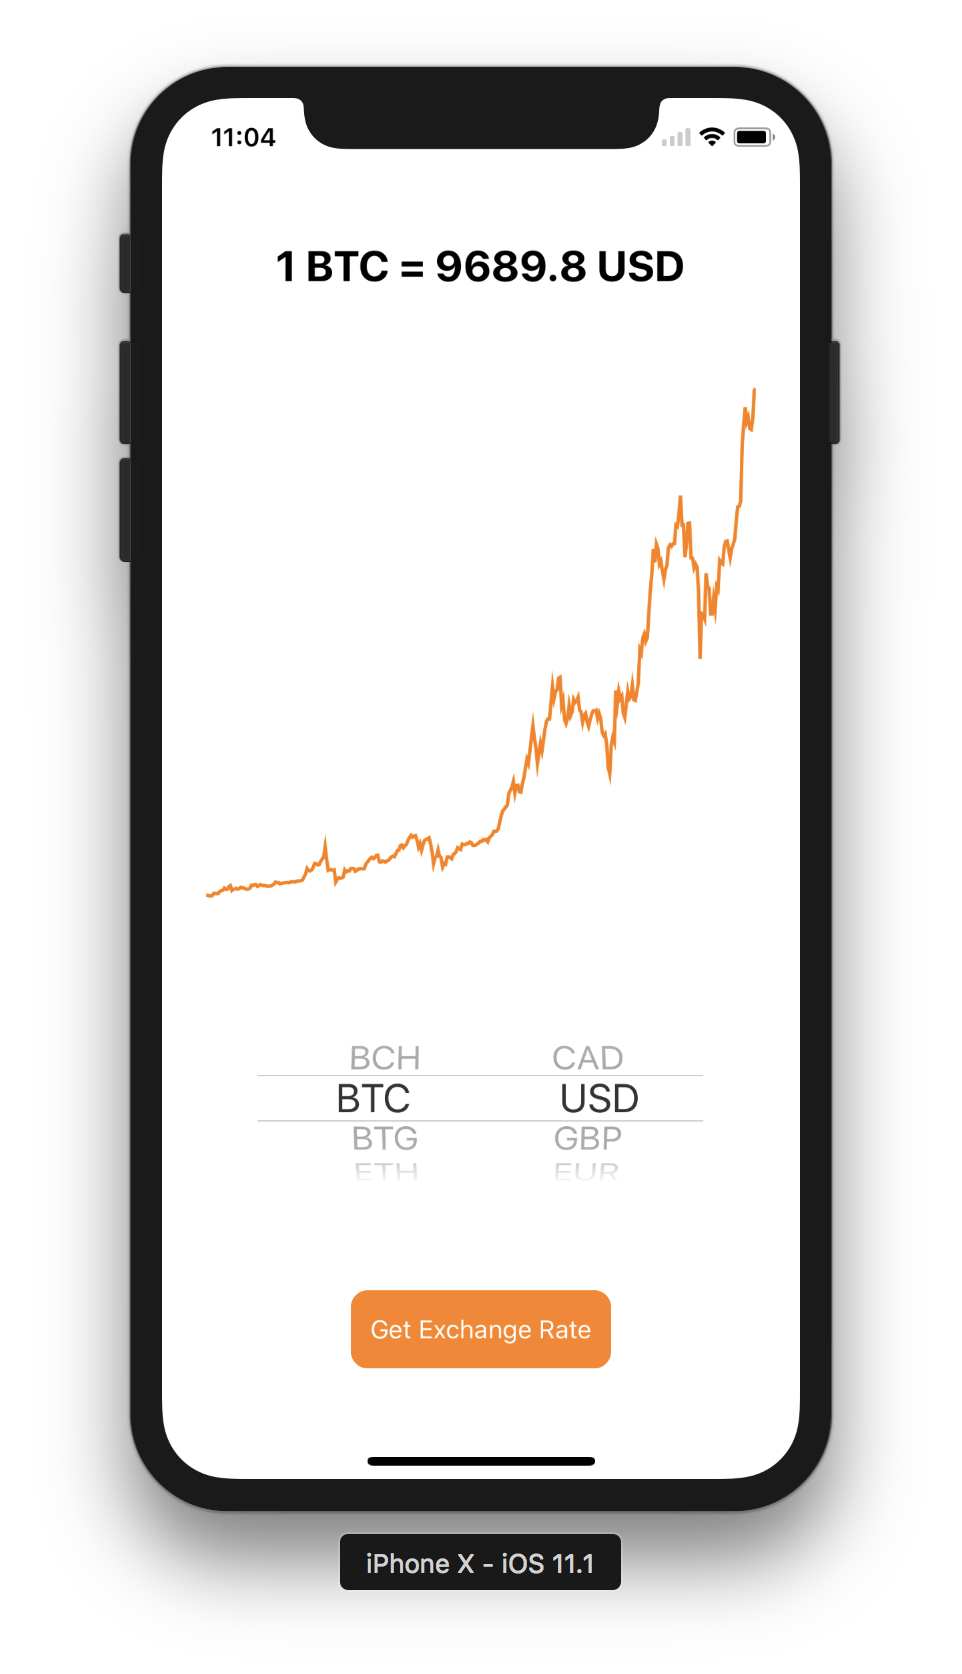 11:04
1 BTC = 9689.8 USD
BCH CAD
BTC USD
BTG GBP
ETH EUR
Get Exchange Rate
iPhone X - iOS 11.1